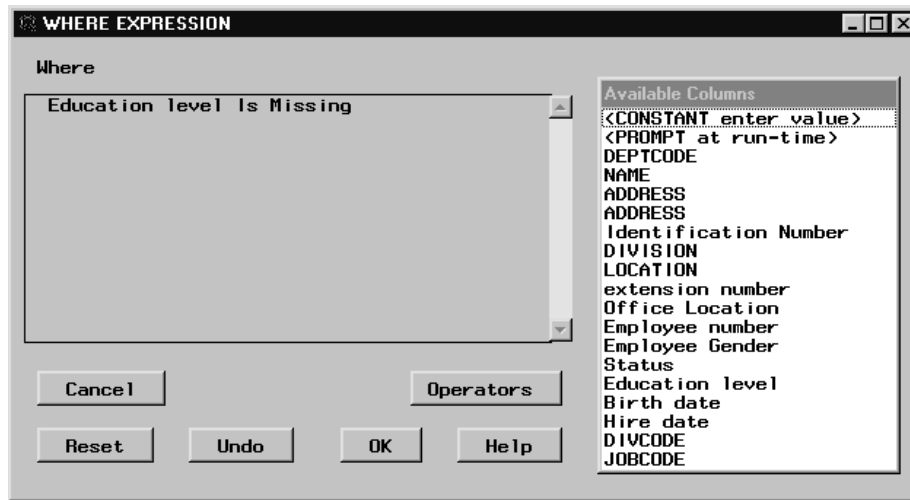 WHERE EXPRESSION
Where
Education level Is Missing
Available Columns
<CONSTANT enter value>
<PROMPT at run-time>
DEPTCODE
NAME
ADDRESS
ADDRESS
Identification Number
DIVISION
LOCATION
extension number
Office Location
Employee number
Employee Gender
Status
Education level
Birth date
Hire date
DIVCODE
JOBCODE
Cancel Operators
Reset Undo OK Help